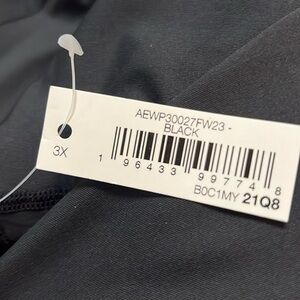 AEWP30027FW23 -
BLACK
3X
1 96433 99774 8
B0C1MY 21Q8